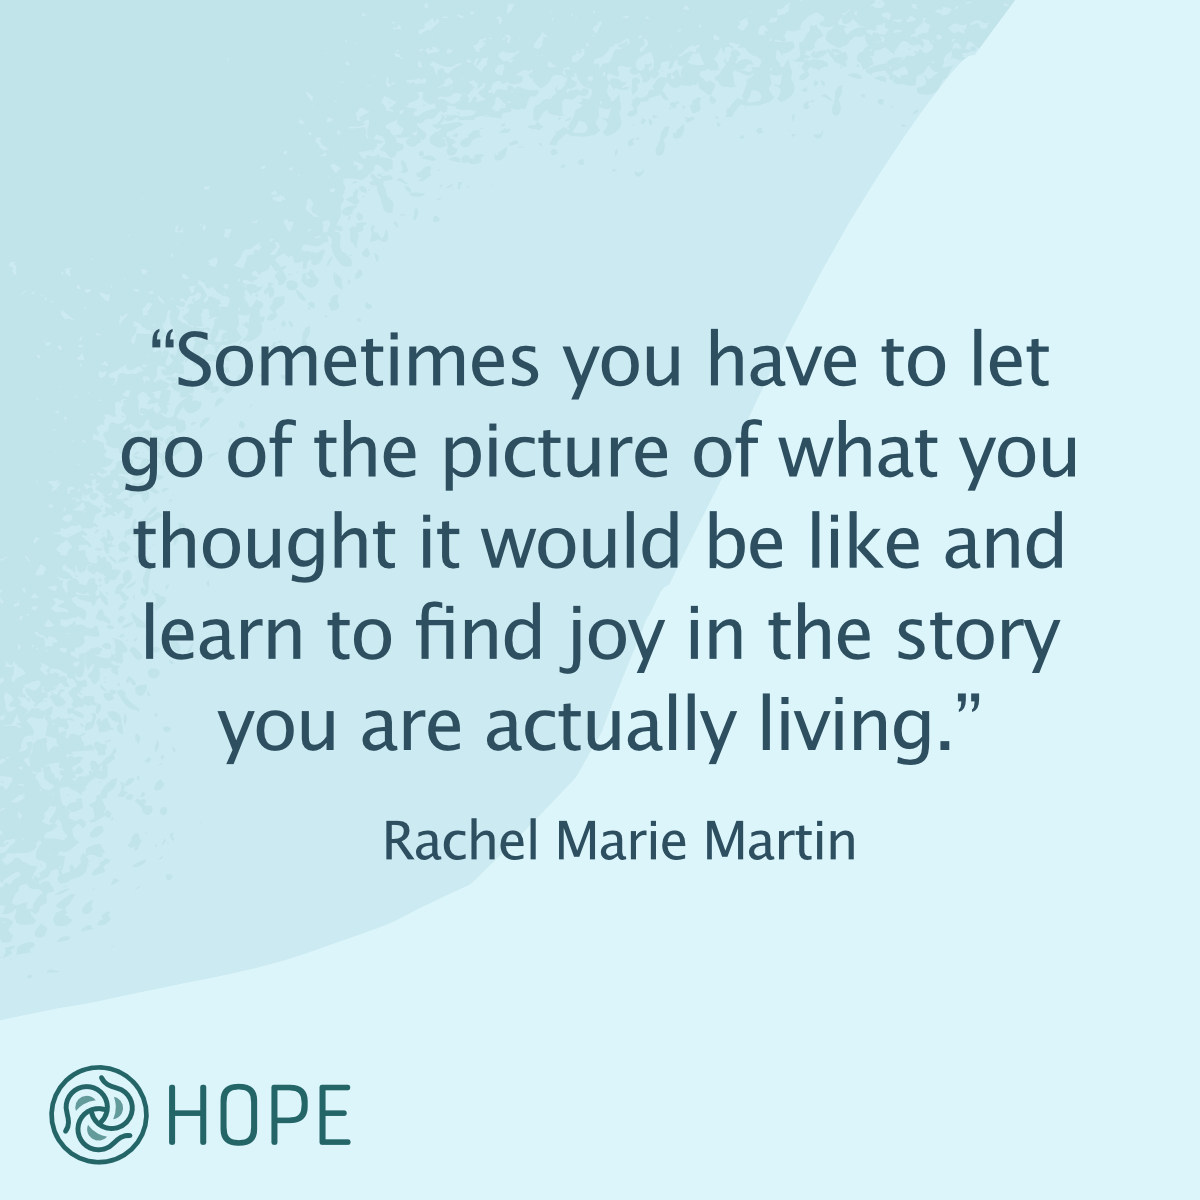 “Sometimes you have to let
go of the picture of what you
thought it would be like and
learn to find joy in the story
you are actually living.”
Rachel Marie Martin
HOPE